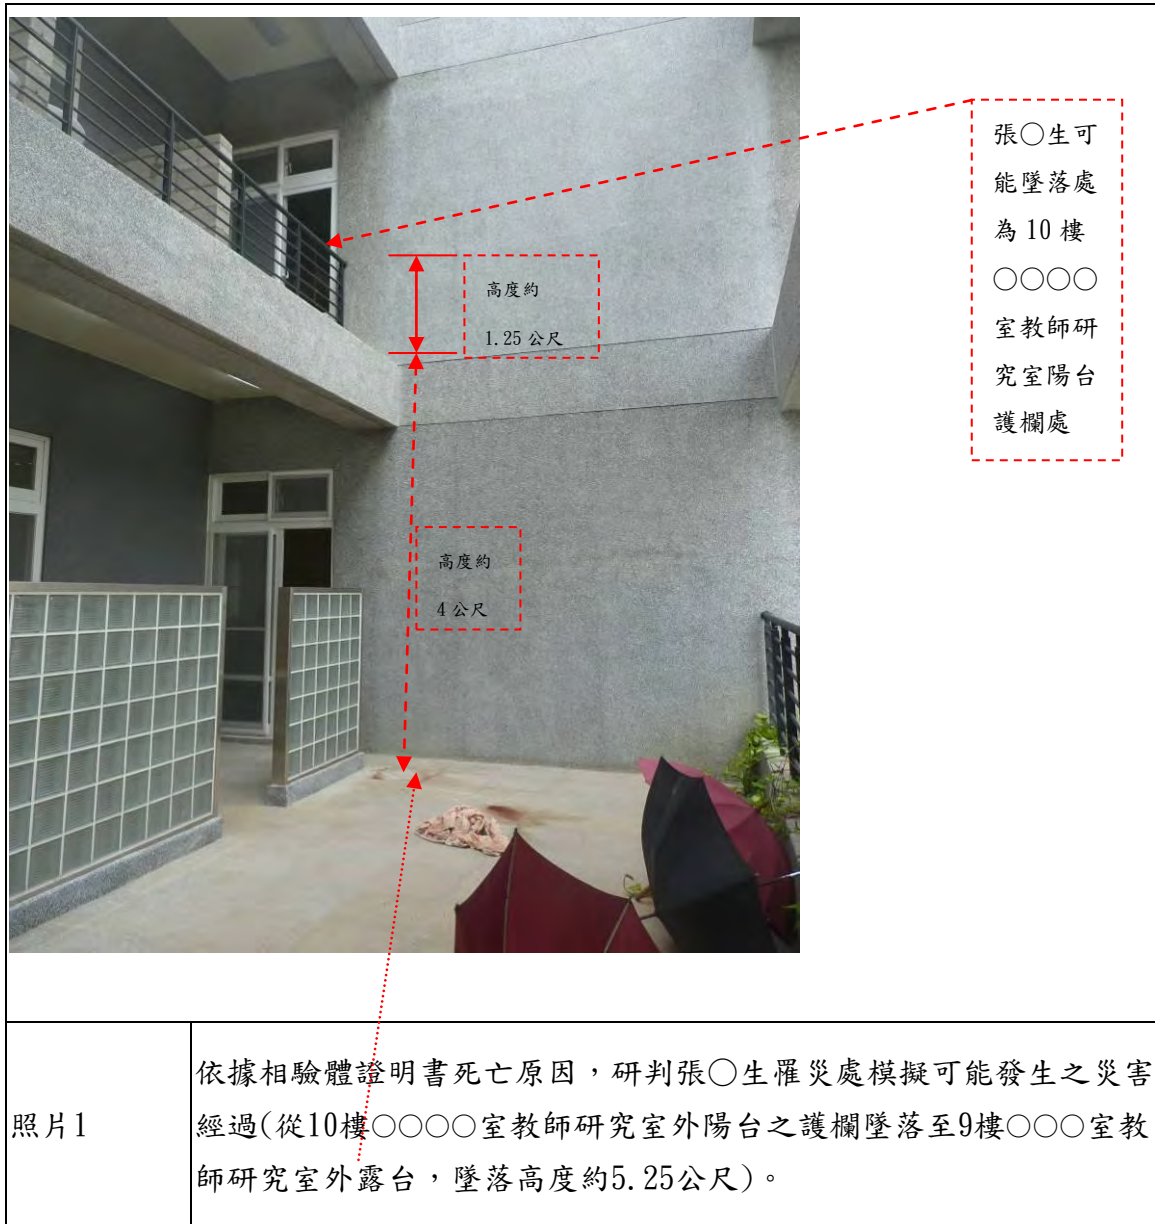 張○生可
能墜落處
為 10 樓
○○○○
室教師研
究室陽台
護欄處
高度約
1.25 公尺
高度約
4 公尺
照片1
依據相驗體證明書死亡原因，研判張○生罹災處模擬可能發生之災害
經過(從10樓○○○○室教師研究室外陽台之護欄墜落至9樓○○○室教
師研究室外露台，墜落高度約5.25公尺)。